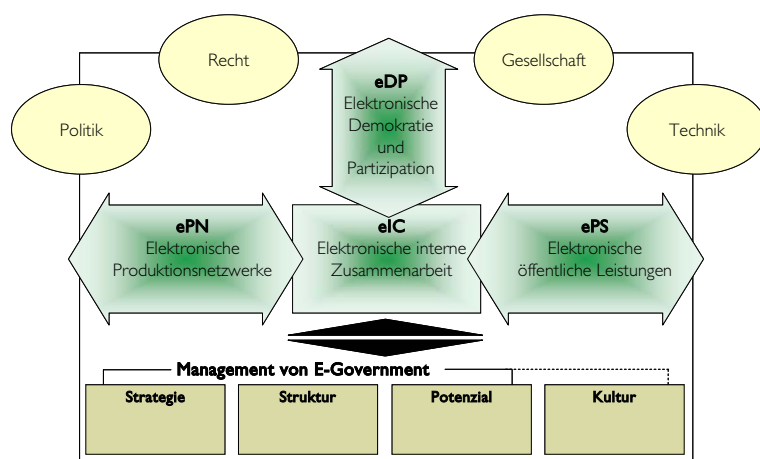 Recht
Gesellschaft
Politik
Technik
eDP
Elektronische
Demokratie
und
Partizipation
ePN
Elektronische
Produktionsnetzwerke
eIC
Elektronische interne
Zusammenarbeit
ePS
Elektronische
öffentliche Leistungen
Management von E-Government
Strategie
Struktur
Potenzial
Kultur